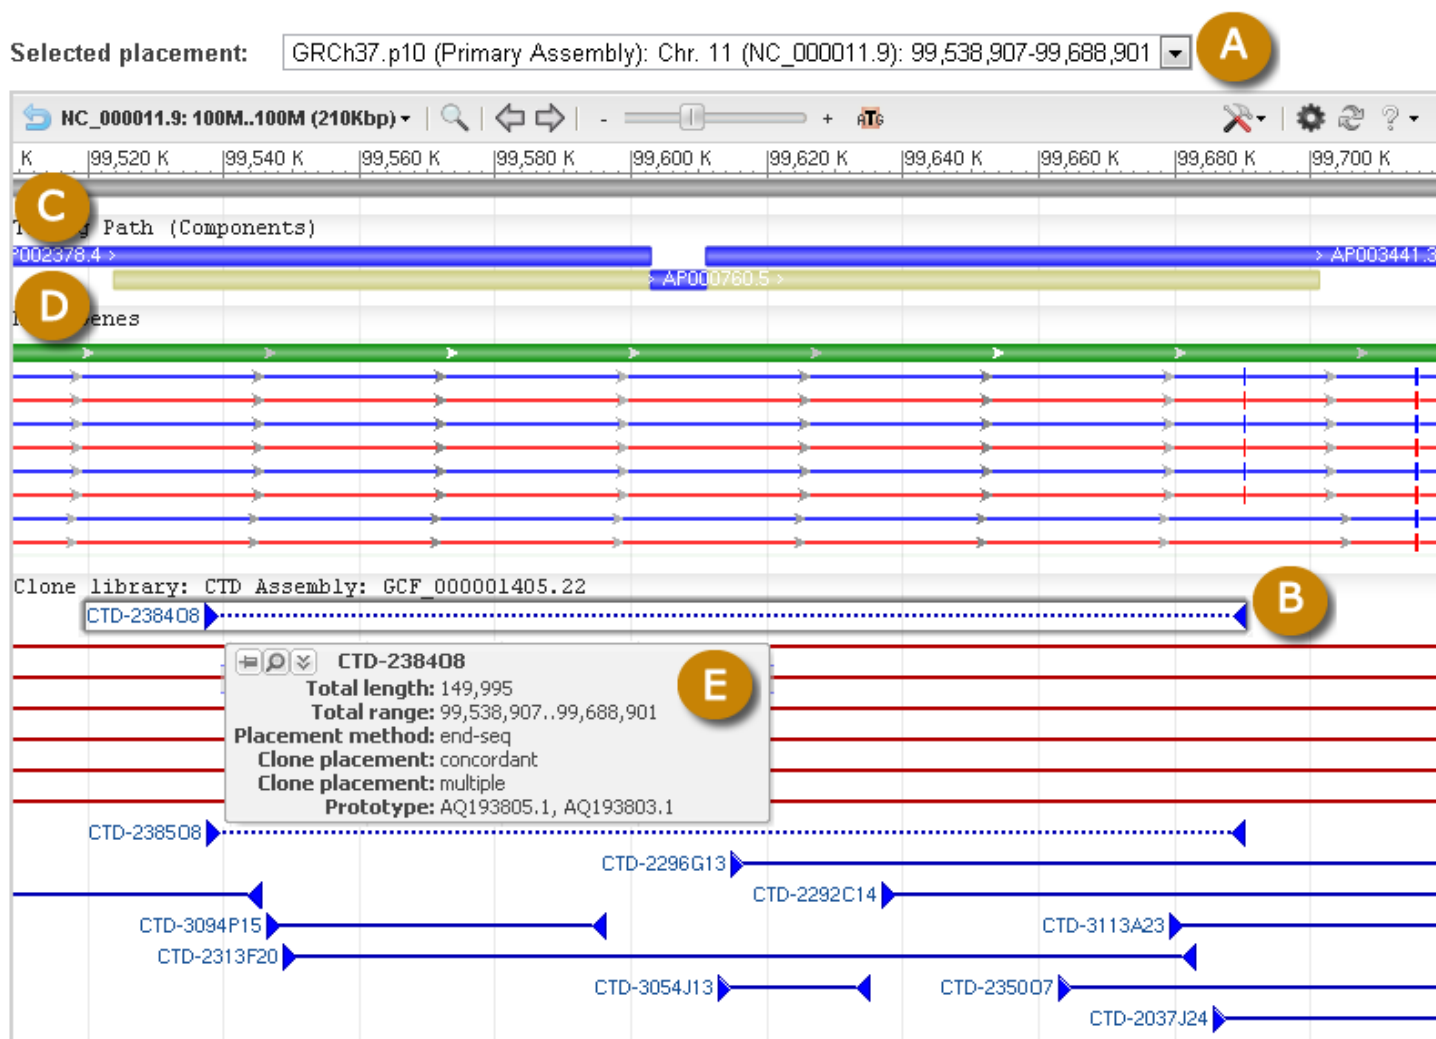 Selected placement: GRCh37.p10 (Primary Assembly): Chr. 11 (NC_000011.9): 99,538,907-99,688,901 A
NC_000011.9: 100M..100M (210Kbp) - + ATG ?
K 99,520 K 99,540 K 99,560 K 99,580 K 99,600 K 99,620 K 99,640 K 99,660 K 99,680 K 99,700 K
C
Path (Components)
P002378.4 > > AP003441.3
> AP000760.5 >
D
enes
Clone library: CTD Assembly: GCF_000001405.22
CTD-2384O8 B
CTD-2384O8 E
Total length: 149,995
Total range: 99,538,907..99,688,901
Placement method: end-seq
Clone placement: concordant
Clone placement: multiple
Prototype: AQ193805.1, AQ193803.1
CTD-2385O8
CTD-2296G13
CTD-2292C14
CTD-3094P15 CTD-3113A23
CTD-2313F20
CTD-3054J13 CTD-2350O7
CTD-2037J24